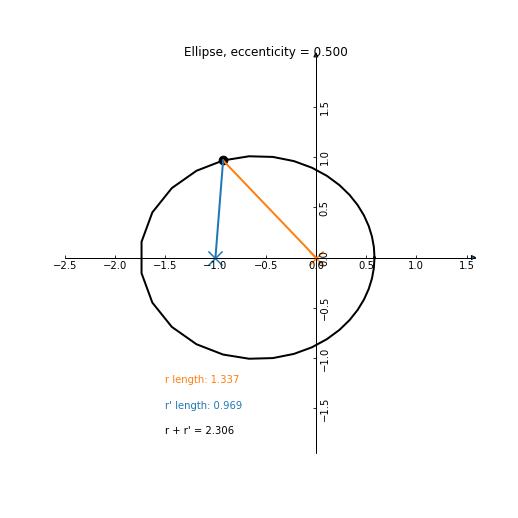 Ellipse, eccentricity = 0.500
1.5
1.0
0.5
0.0
−2.5 −2.0 −1.5 −1.0 −0.5 0.0 0.5 1.0 1.5
−0.5
−1.0
−1.5
r length: 1.337
r' length: 0.969
r + r' = 2.306